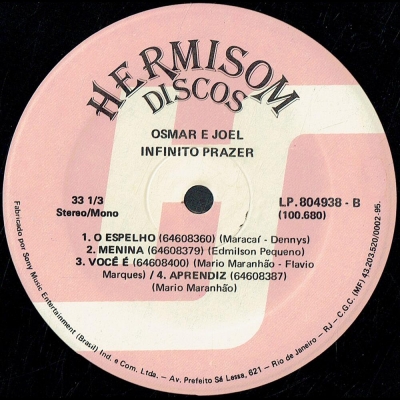 HERMISOM
DISCOS
OSMAR E JOEL
INFINITO PRAZER
33 1/3
Stereo/Mono
LP. 804938 - B
(100.680)
1. O ESPELHO (64608360) (Maracaí - Dennys)
2. MENINA (64608379) (Edmilson Pequeno)
3. VOCÊ É (64608400) (Mario Maranhão - Flavio
Marques) / 4. APRENDIZ (64608387)
(Mario Maranhão)
Fabricado por Sony Music Entertainment (Brasil) Ind. e Com. Ltda. — Av. Prefeito Sá Lessa, 621 — Rio de Janeiro — RJ — C.G.C. (MF) 43.203.520/0002-95.